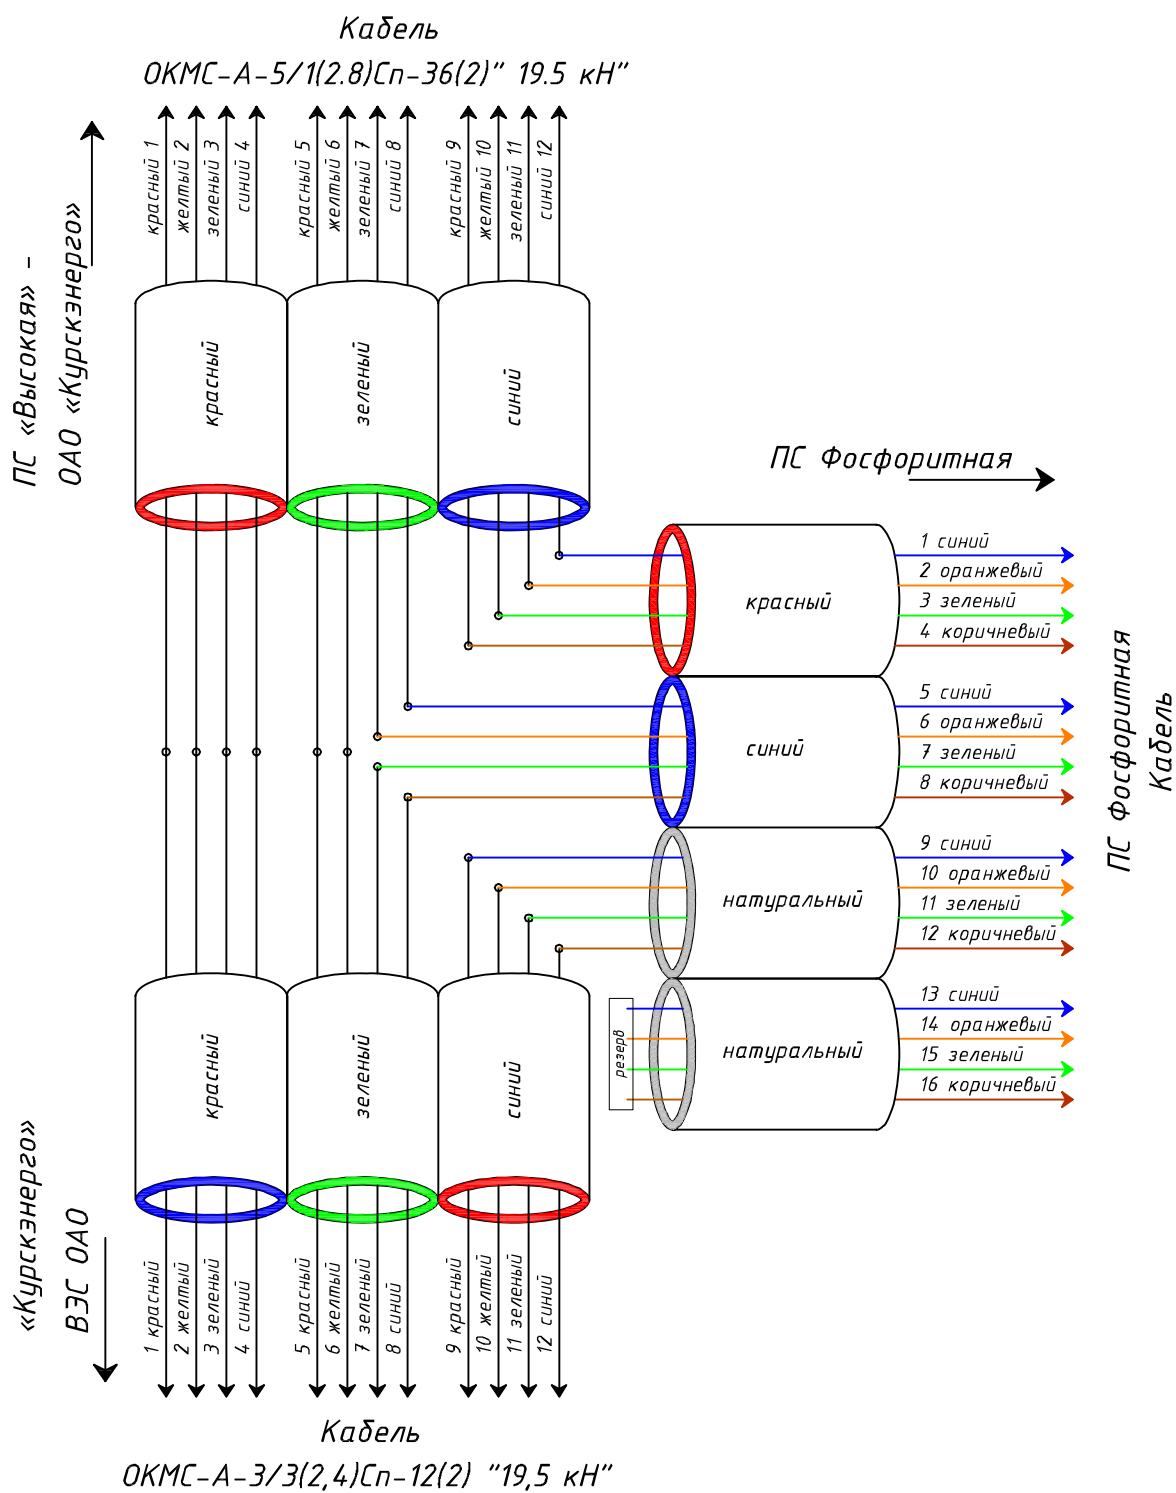 Кабель
ОКМС-А-5/1(2.8)Сп-36(2)" 19.5 кН"
ПС «Высокая» -
ОАО «Курскэнерго»
красный 1
желтый 2
зеленый 3
синий 4
красный 5
желтый 6
зеленый 7
синий 8
красный 9
желтый 10
зеленый 11
синий 12
красный
зеленый
синий
ПС Фосфоритная
красный
1 синий
2 оранжевый
3 зеленый
4 коричневый
синий
5 синий
6 оранжевый
7 зеленый
8 коричневый
натуральный
9 синий
10 оранжевый
11 зеленый
12 коричневый
резерв
натуральный
13 синий
14 оранжевый
15 зеленый
16 коричневый
ПС Фосфоритная
Кабель
красный
зеленый
синий
«Курскэнерго»
ВЭС ОАО
1 красный
2 желтый
3 зеленый
4 синий
5 красный
6 желтый
7 зеленый
8 синий
9 красный
10 желтый
11 зеленый
12 синий
Кабель
ОКМС-А-3/3(2,4)Сп-12(2) "19,5 кН"